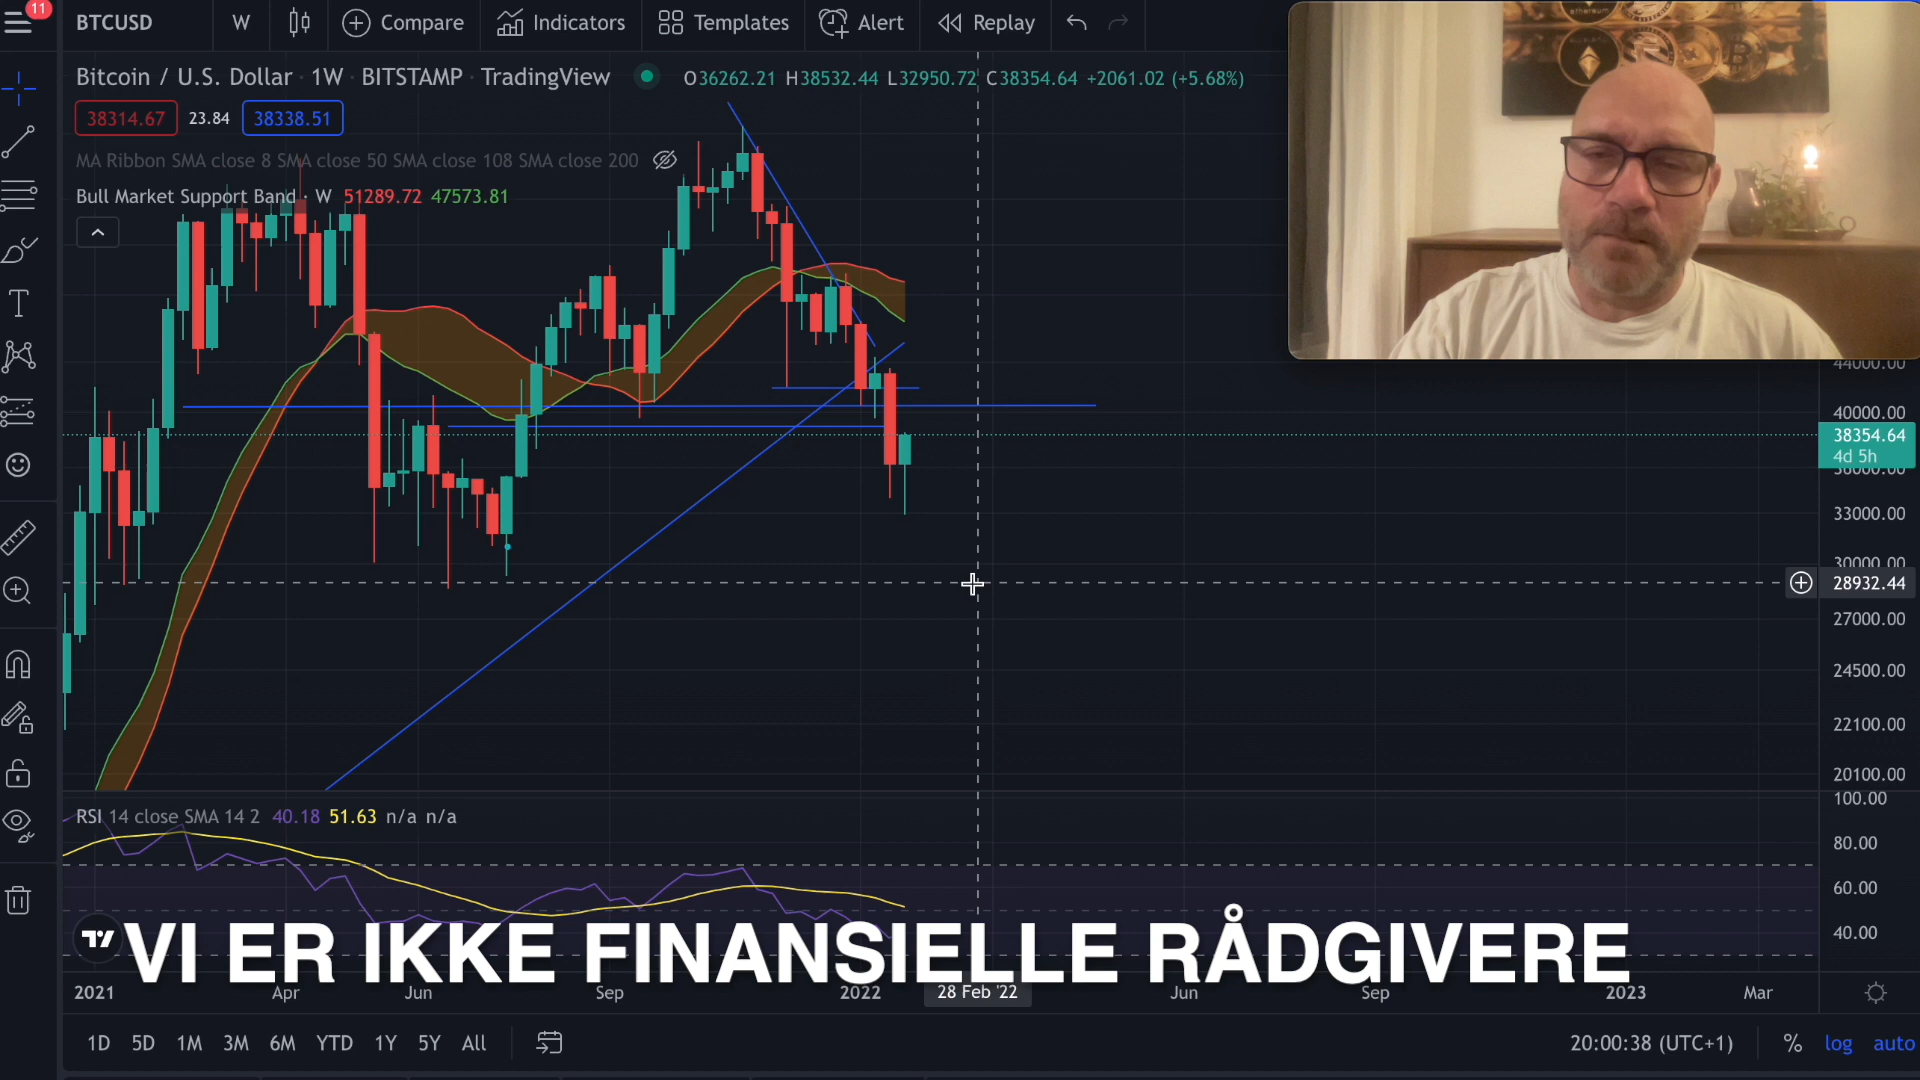 11
BTCUSD W Compare Indicators Templates Alert Replay
Bitcoin / U.S. Dollar · 1W · BITSTAMP · TradingView O36262.21 H38532.44 L32950.72 C38354.64 +2061.02 (+5.68%)
38314.67 23.84 38338.51
MA Ribbon SMA close 8 SMA close 50 SMA close 108 SMA close 200
Bull Market Support Band · W 51289.72 47573.81
ethereum
44000.00
40000.00
38354.64
4d 5h
36000.00
33000.00
30000.00
28932.44
27000.00
24500.00
22100.00
20100.00
RSI 14 close SMA 14 2 40.18 51.63 n/a n/a
100.00
80.00
60.00
40.00
VI ER IKKE FINANSIELLE RÅDGIVERE
2021 Apr Jun Sep 2022 28 Feb '22 Jun Sep 2023 Mar
1D 5D 1M 3M 6M YTD 1Y 5Y All 20:00:38 (UTC+1) % log auto